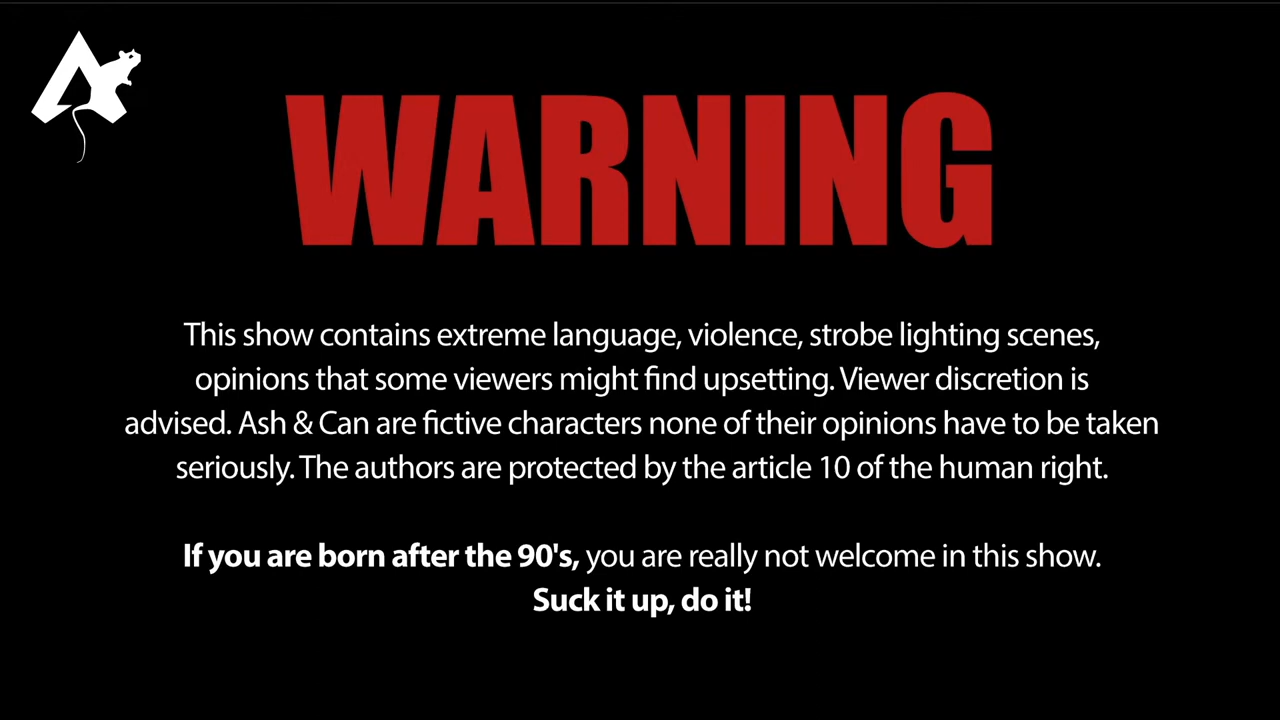 WARNING
This show contains extreme language, violence, strobe lighting scenes,
opinions that some viewers might find upsetting. Viewer discretion is
advised. Ash & Can are fictive characters none of their opinions have to be taken
seriously. The authors are protected by the article 10 of the human right.
If you are born after the 90's, you are really not welcome in this show.
Suck it up, do it!